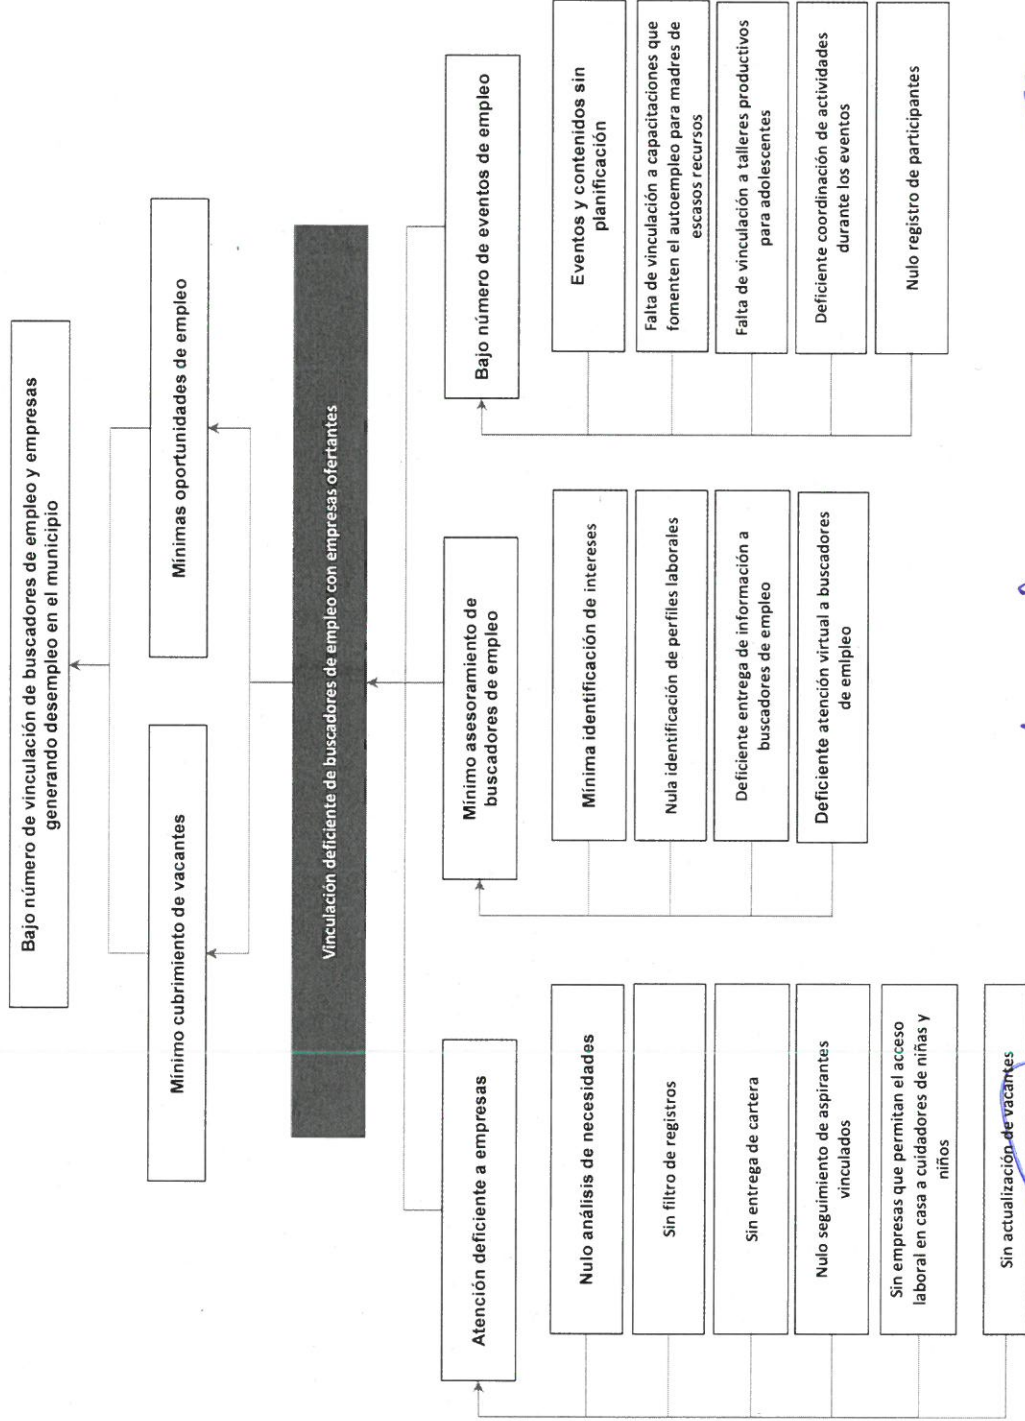 Bajo número de vinculación de buscadores de empleo y empresas
generando desempleo en el municipio
Mínimo cubrimiento de vacantes
Mínimas oportunidades de empleo
Vinculación deficiente de buscadores de empleo con empresas ofertantes
Atención deficiente a empresas
Nulo análisis de necesidades
Sin filtro de registros
Sin entrega de cartera
Nulo seguimiento de aspirantes
vinculados
Sin empresas que permitan el acceso
laboral en casa a cuidadores de niñas y
niños
Sin actualización de vacantes
Mínimo asesoramiento de
buscadores de empleo
Mínima identificación de intereses
Nula identificación de perfiles laborales
Deficiente entrega de información a
buscadores de empleo
Deficiente atención virtual a buscadores
de emlpleo
Bajo número de eventos de empleo
Eventos y contenidos sin
planificación
Falta de vinculación a capacitaciones que
fomenten el autoempleo para madres de
escasos recursos
Falta de vinculación a talleres productivos
para adolescentes
Deficiente coordinación de actividades
durante los eventos
Nulo registro de participantes